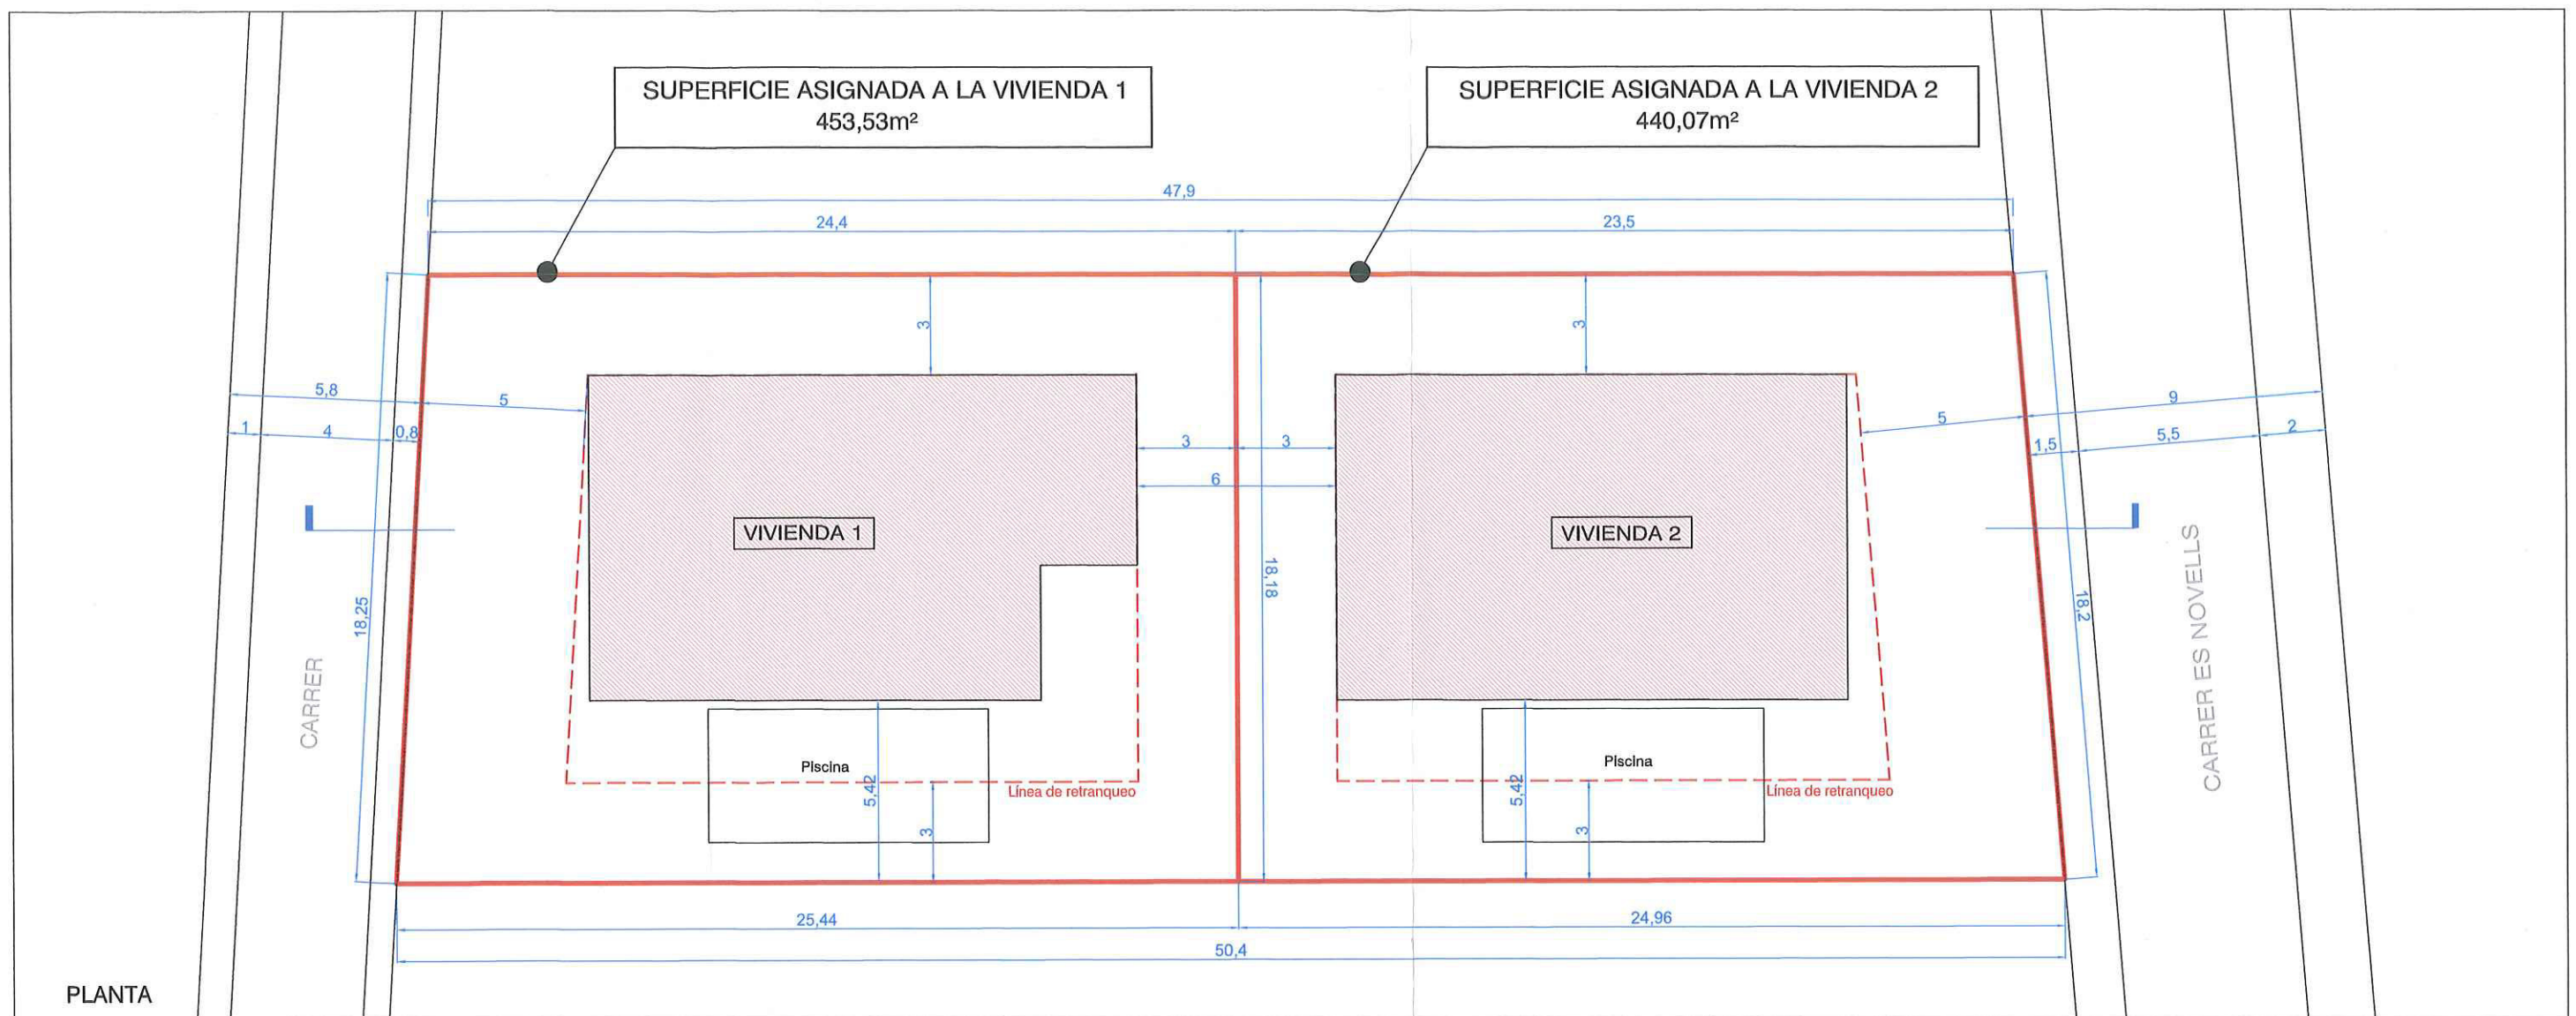 SUPERFICIE ASIGNADA A LA VIVIENDA 1
453,53m²
SUPERFICIE ASIGNADA A LA VIVIENDA 2
440,07m²
47,9
24,4
23,5
3
3
5,8
5
1
4
0,8
3
3
6
5
9
1,5
5,5
2
VIVIENDA 1
VIVIENDA 2
18,25
18,18
18,2
CARRER
CARRER ES NOVELLS
Piscina
Piscina
5,42
3
Línea de retranqueo
5,42
3
Línea de retranqueo
25,44
24,96
50,4
PLANTA